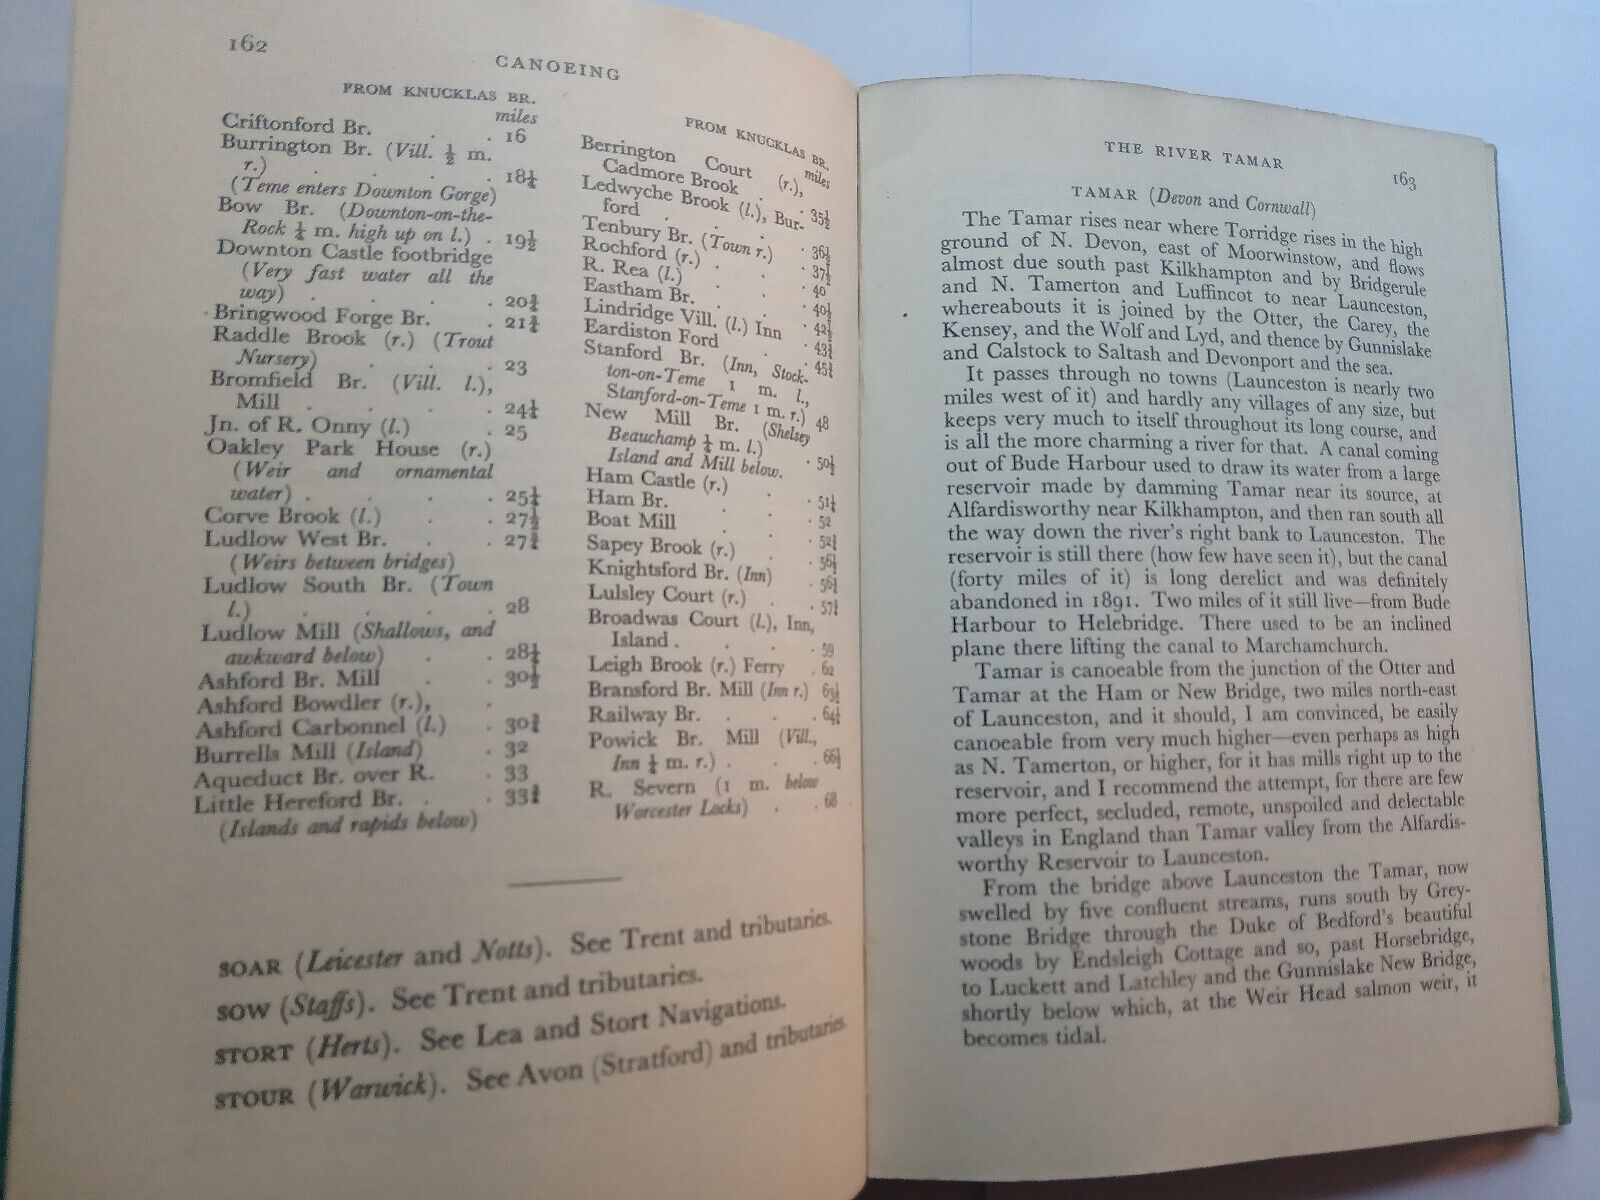 162
CANOEING
FROM KNUCKLAS BR.
miles
Criftonford Br. . . 16
Burrington Br. (Vill. ½ m.
r.) . . . . 18¼
(Teme enters Downton Gorge)
Bow Br. (Downton-on-the-
Rock ¼ m. high up on l.) . 19½
Downton Castle footbridge
(Very fast water all the
way) . . . . 20¾
Bringwood Forge Br. . 21¾
Raddle Brook (r.) (Trout
Nursery) . . . 23
Bromfield Br. (Vill. l.),
Mill . . . . 24¼
Jn. of R. Onny (l.) . 25
Oakley Park House (r.)
(Weir and ornamental
water) . . . . 25¼
Corve Brook (l.) . . 27½
Ludlow West Br. . . 27¾
(Weirs between bridges)
Ludlow South Br. (Town
l.) . . . . . 28
Ludlow Mill (Shallows, and
awkward below) . . 28¼
Ashford Br. Mill . . 30½
Ashford Bowdler (r.), .
Ashford Carbonnel (l.) . 30¾
Burrells Mill (Island) . 32
Aqueduct Br. over R. . 33
Little Hereford Br. . . 33¾
(Islands and rapids below)
FROM KNUCKLAS BR.
miles
Berrington Court (r.),
Cadmore Brook . 35½
Ledwyche Brook (l.), Bur-
ford . . . . 36½
Tenbury Br. (Town r.) . 37½
Rochford (r.) . . . 40
R. Rea (l.) . . . 40½
Eastham Br. . . . 42½
Lindridge Vill. (l.) Inn . 43½
Eardiston Ford . . 45¾
Stanford Br. (Inn, Stock-
ton-on-Teme 1 m. l.,
Stanford-on-Teme 1 m. r.) 48
New Mill Br. (Shelsey
Beauchamp ¼ m. l.)
Island and Mill below. . 50½
Ham Castle (r.) . . 51¼
Ham Br. . . . 52
Boat Mill . . . 52¾
Sapey Brook (r.) . . 56½
Knightsford Br. (Inn) . 56¾
Lulsley Court (r.) . . 57¾
Broadwas Court (l.), Inn,
Island . . . . 59
Leigh Brook (r.) Ferry . 62
Bransford Br. Mill (Inn r.) 63½
Railway Br. . . . 64½
Powick Br. Mill (Vill.,
Inn ¼ m. r.) . . . 66½
R. Severn (1 m. below
Worcester Locks) . . 68
SOAR (Leicester and Notts). See Trent and tributaries.
SOW (Staffs). See Trent and tributaries.
STORT (Herts). See Lea and Stort Navigations.
STOUR (Warwick). See Avon (Stratford) and tributaries
THE RIVER TAMAR
163
TAMAR (Devon and Cornwall)
The Tamar rises near where Torridge rises in the high
ground of N. Devon, east of Moorwinstow, and flows
almost due south past Kilkhampton and by Bridgerule
and N. Tamerton and Luffincot to near Launceston,
whereabouts it is joined by the Otter, the Carey, the
Kensey, and the Wolf and Lyd, and thence by Gunnislake
and Calstock to Saltash and Devonport and the sea.
It passes through no towns (Launceston is nearly two
miles west of it) and hardly any villages of any size, but
keeps very much to itself throughout its long course, and
is all the more charming a river for that. A canal coming
out of Bude Harbour used to draw its water from a large
reservoir made by damming Tamar near its source, at
Alfardisworthy near Kilkhampton, and then ran south all
the way down the river's right bank to Launceston. The
reservoir is still there (how few have seen it), but the canal
(forty miles of it) is long derelict and was definitely
abandoned in 1891. Two miles of it still live—from Bude
Harbour to Helebridge. There used to be an inclined
plane there lifting the canal to Marchamchurch.
Tamar is canoeable from the junction of the Otter and
Tamar at the Ham or New Bridge, two miles north-east
of Launceston, and it should, I am convinced, be easily
canoeable from very much higher—even perhaps as high
as N. Tamerton, or higher, for it has mills right up to the
reservoir, and I recommend the attempt, for there are few
more perfect, secluded, remote, unspoiled and delectable
valleys in England than Tamar valley from the Alfardis-
worthy Reservoir to Launceston.
From the bridge above Launceston the Tamar, now
swelled by five confluent streams, runs south by Grey-
stone Bridge through the Duke of Bedford's beautiful
woods by Endsleigh Cottage and so, past Horsebridge,
to Luckett and Latchley and the Gunnislake New Bridge,
shortly below which, at the Weir Head salmon weir, it
becomes tidal.